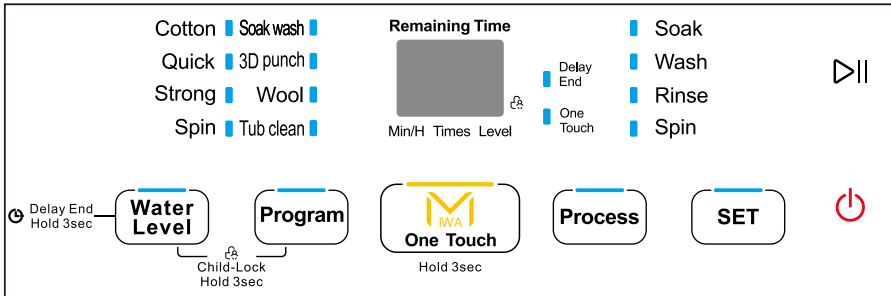 Cotton Soak wash
Quick 3D punch
Strong Wool
Spin Tub clean
Remaining Time
Min/H Times Level
Delay
End
One
Touch
Soak
Wash
Rinse
Spin
Delay End
Hold 3sec
Water
Level
Program
IWA
One Touch
Process
SET
Child-Lock
Hold 3sec
Hold 3sec